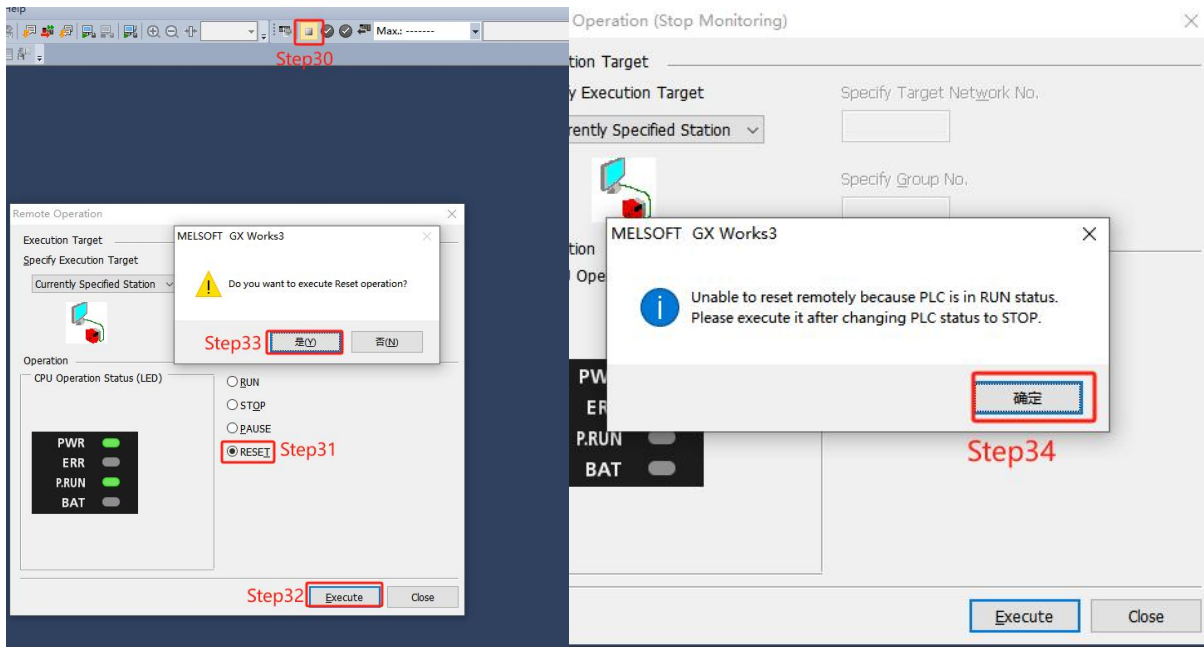 Help
Max.: -------
Step30
Remote Operation
Execution Target
Specify Execution Target
Currently Specified Station
MELSOFT GX Works3
Do you want to execute Reset operation?
Step33
是(Y)
否(N)
Operation
CPU Operation Status (LED)
PWR
ERR
P.RUN
BAT
RUN
STOP
PAUSE
RESET
Step31
Step32
Execute
Close
Operation (Stop Monitoring)
tion Target
y Execution Target
Specify Target Network No.
rently Specified Station
Specify Group No.
tion
Ope
MELSOFT GX Works3
Unable to reset remotely because PLC is in RUN status.
Please execute it after changing PLC status to STOP.
确定
Step34
PW
ER
P.RUN
BAT
Execute
Close